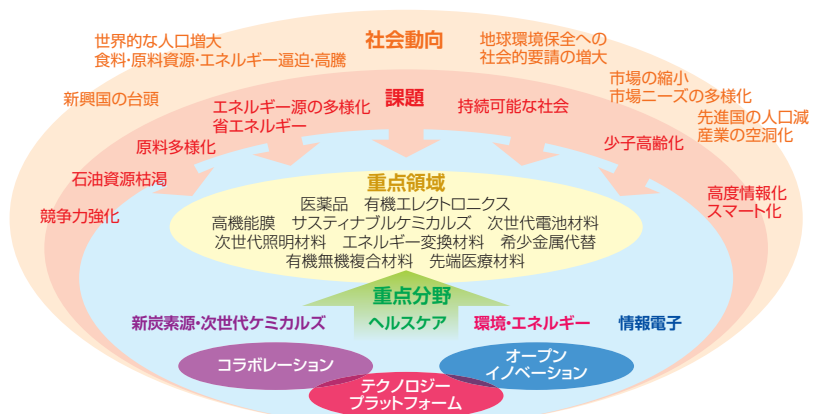 社会動向
世界的な人口増大
食料・原料資源・エネルギー逼迫・高騰
地球環境保全への
社会的要請の増大
新興国の台頭
市場の縮小
市場ニーズの多様化
先進国の人口減
産業の空洞化
課題
エネルギー源の多様化
省エネルギー
持続可能な社会
原料多様化
少子高齢化
石油資源枯渇
高度情報化
スマート化
競争力強化
重点領域
医薬品 有機エレクトロニクス
高機能膜 サスティナブルケミカルズ 次世代電池材料
次世代照明材料 エネルギー変換材料 希少金属代替
有機無機複合材料 先端医療材料
重点分野
新炭素源・次世代ケミカルズ ヘルスケア 環境・エネルギー 情報電子
コラボレーション
オープン
イノベーション
テクノロジー
プラットフォーム